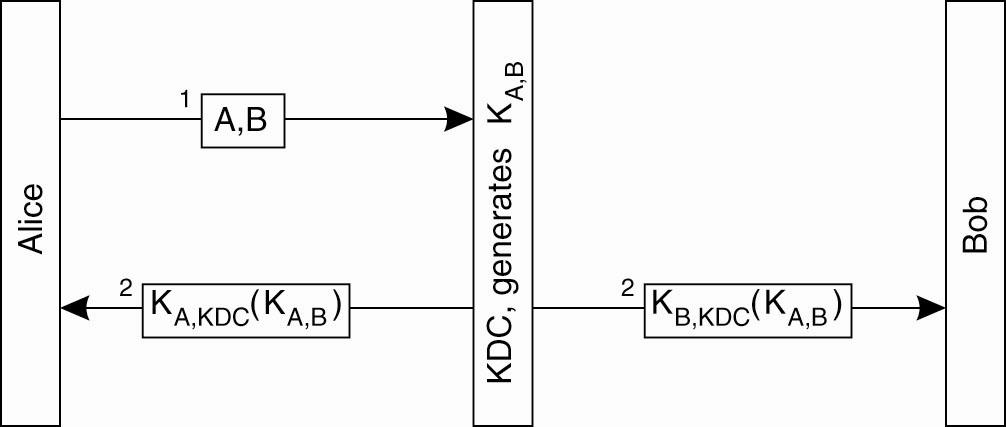 Alice
1
A,B
KDC, generates K_A,B
2
K_A,KDC(K_A,B)
2
K_B,KDC(K_A,B)
Bob